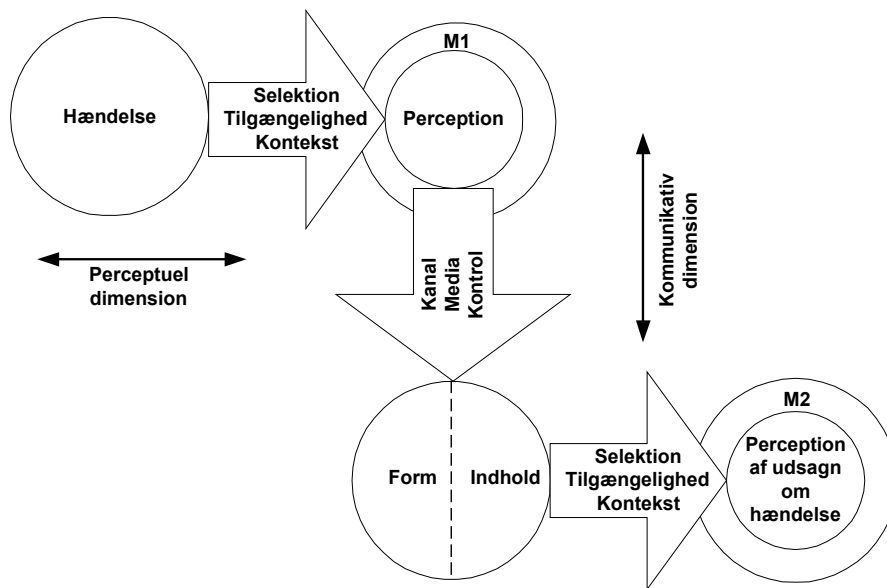 Hændelse
Selektion
Tilgængelighed
Kontekst
M1
Perception
Perceptuel
dimension
Kanal
Media
Kontrol
Kommunikativ
dimension
Form
Indhold
Selektion
Tilgængelighed
Kontekst
M2
Perception
af udsagn
om
hændelse